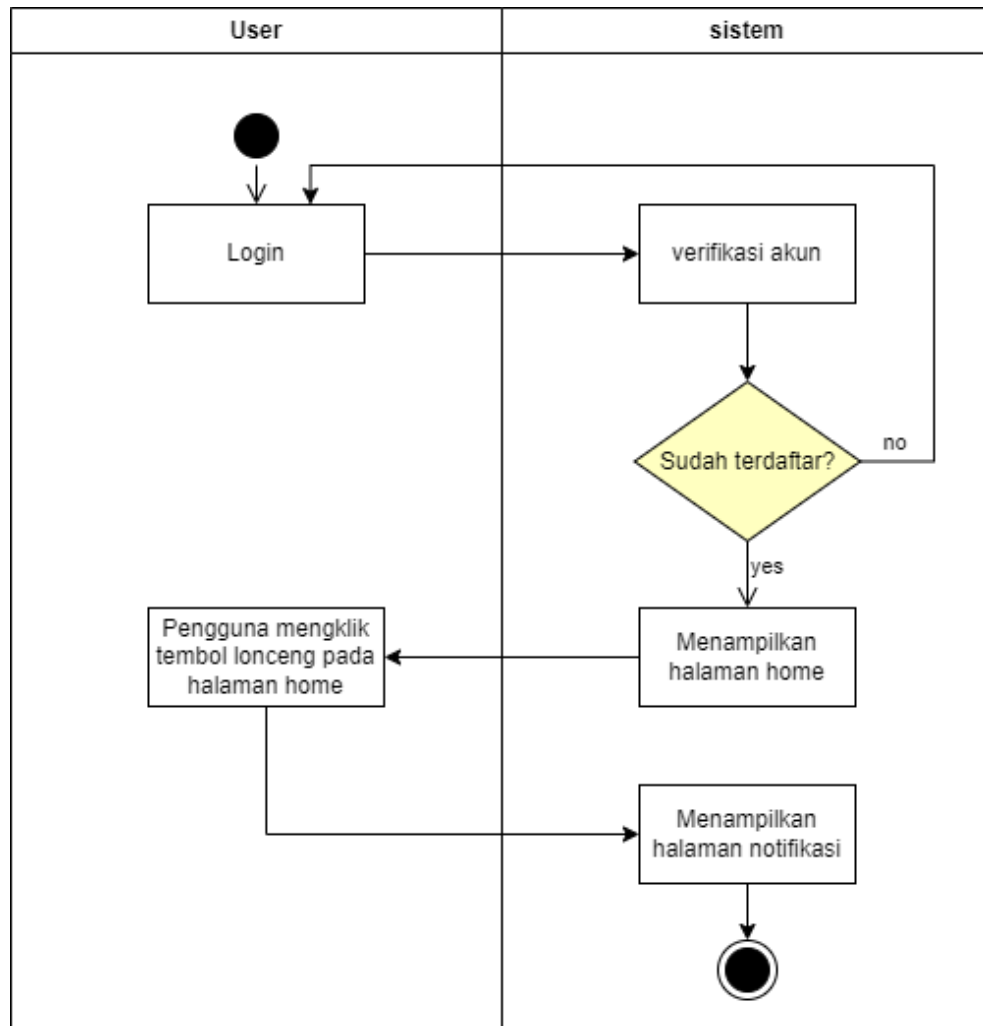 User
sistem
Login
verifikasi akun
Sudah terdaftar?
no
yes
Pengguna mengklik
tembol lonceng pada
halaman home
Menampilkan
halaman home
Menampilkan
halaman notifikasi